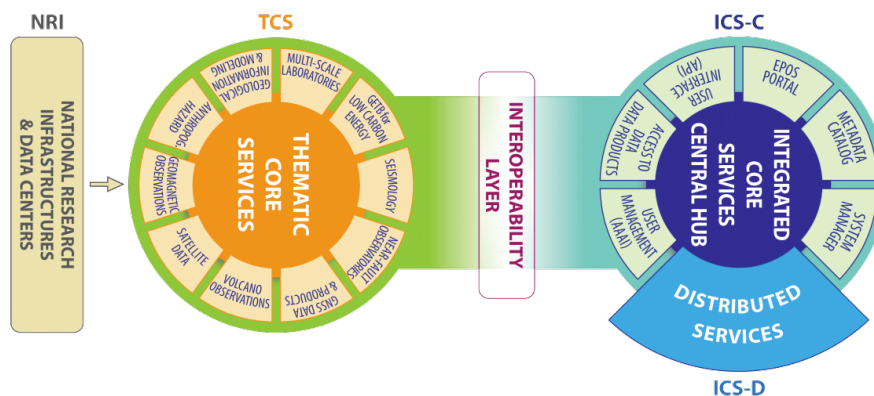 NRI
NATIONAL RESEARCH
INFRASTRUCTURES
& DATA CENTERS
TCS
MULTI-SCALE
LABORATORIES
GETB for
LOW CARBON
ENERGY
SEISMOLOGY
NEAR-FAULT
OBSERVATORIES
GNSS DATA
& PRODUCTS
VOLCANO
OBSERVATIONS
SATELLITE
DATA
GEOMAGNETIC
OBSERVATIONS
ANTHROPOG.
HAZARD
GEOLOGICAL
INFORMATION
& MODELING
THEMATIC
CORE
SERVICES
INTEROPERABILITY
LAYER
ICS-C
EPOS
PORTAL
METADATA
CATALOG
SYSTEM
MANAGER
USER
MANAGEMENT
(AAAI)
ACCESS TO
DATA
DATA PRODUCTS
USER
INTERFACE
(API)
INTEGRATED
CORE
SERVICES
CENTRAL HUB
DISTRIBUTED
SERVICES
ICS-D